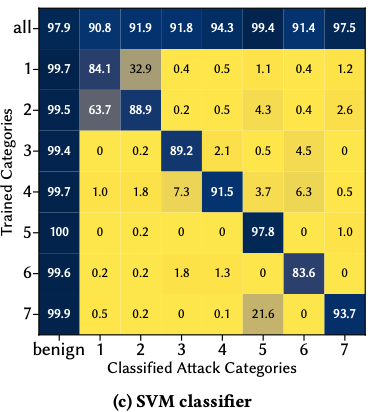 all 97.9 90.8 91.9 91.8 94.3 99.4 91.4 97.5
1 99.7 84.1 32.9 0.4 0.5 1.1 0.4 1.2
2 99.5 63.7 88.9 0.2 0.5 4.3 0.4 2.6
3 99.4 0 0.2 89.2 2.1 0.5 4.5 0
4 99.7 1.0 1.8 7.3 91.5 3.7 6.3 0.5
5 100 0 0.2 0 0 97.8 0 1.0
6 99.6 0.2 0.2 1.8 1.3 0 83.6 0
7 99.9 0.5 0.2 0 0.1 21.6 0 93.7
Trained Categories
benign 1 2 3 4 5 6 7
Classified Attack Categories
(c) SVM classifier